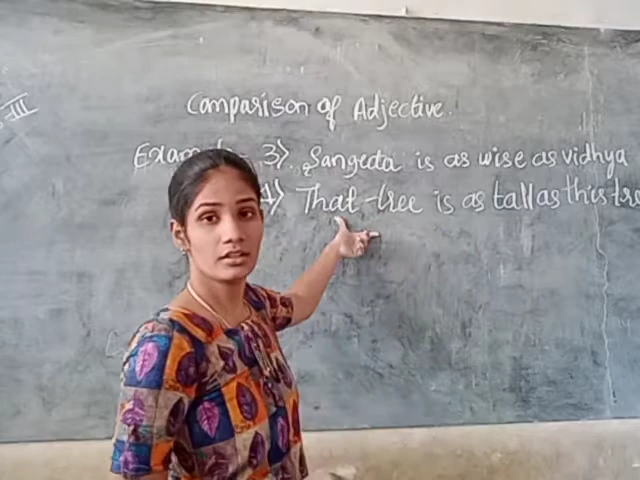 III
Comparison of Adjective.
3). Sangeeta is as wise as vidhya
4) That tree is as tall as this tre